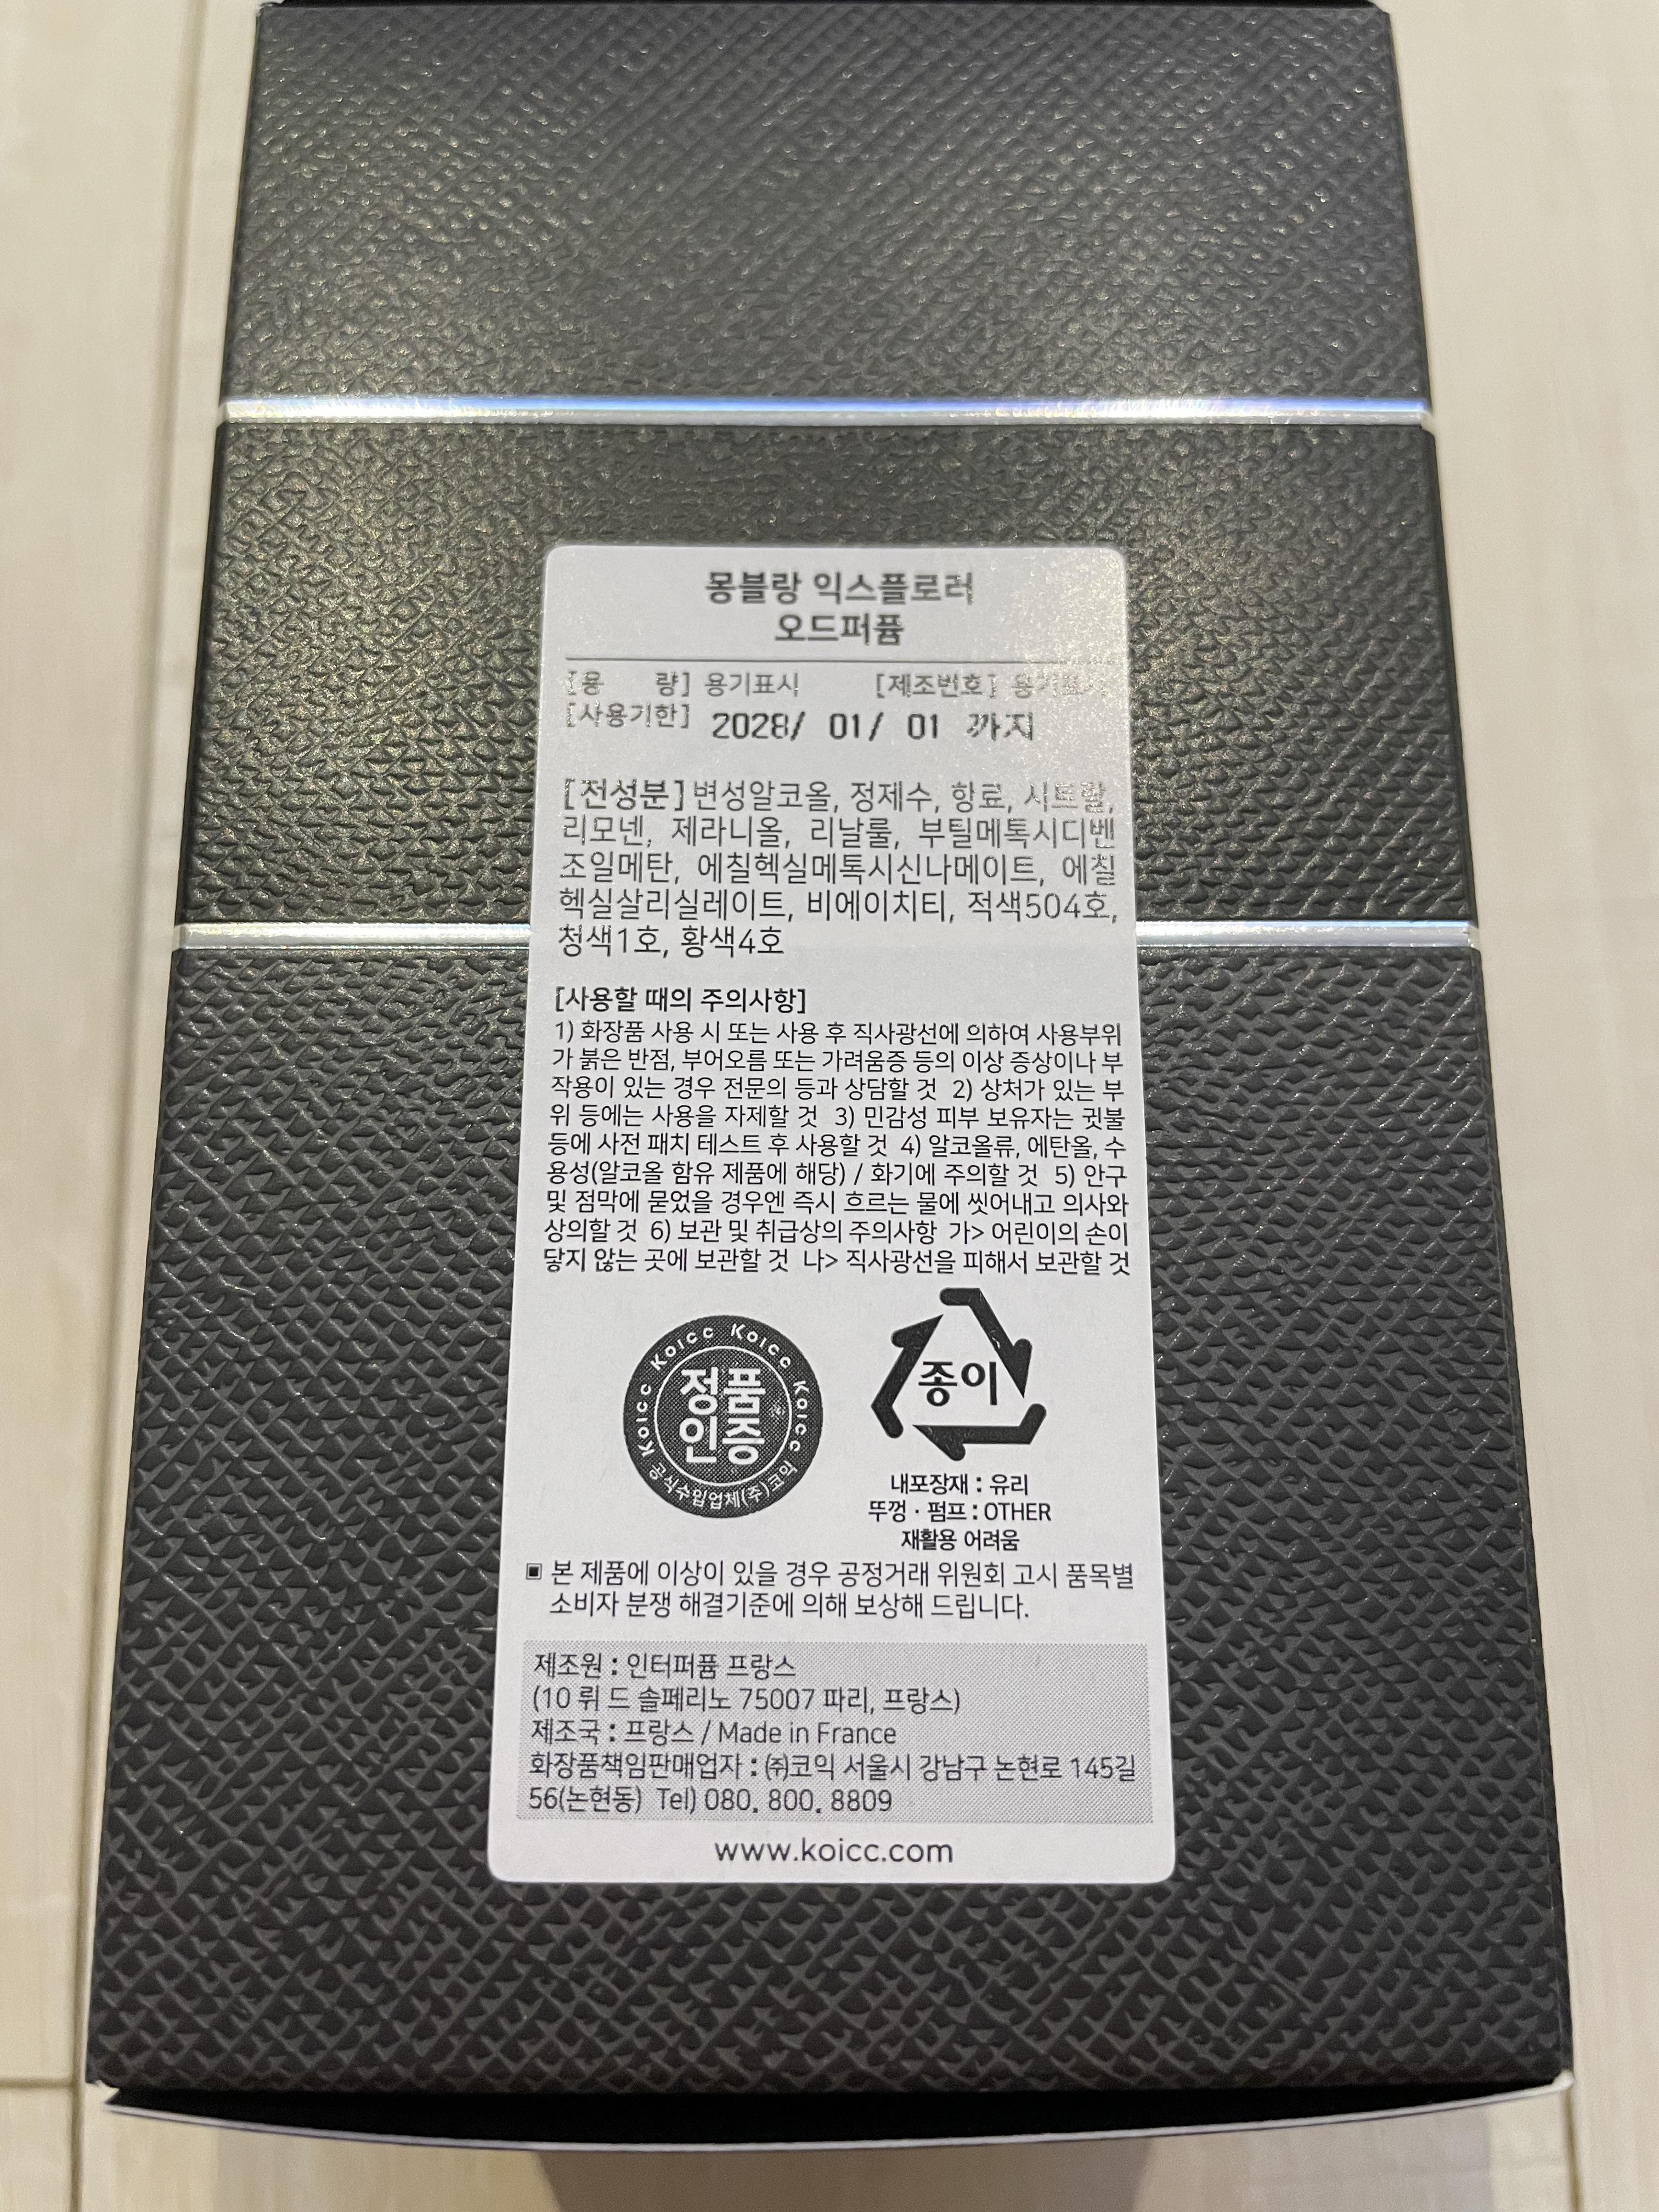 몽블랑 익스플로러
오드퍼퓸
[용 량] 용기표시 [제조번호] 용기표시
[사용기한] 2028/ 01/ 01 까지
[전성분] 변성알코올, 정제수, 향료, 시트랄,
리모넨, 제라니올, 리날룰, 부틸메톡시디벤
조일메탄, 에칠헥실메톡시신나메이트, 에칠
헥실살리실레이트, 비에이치티, 적색504호,
청색1호, 황색4호
[사용할 때의 주의사항]
1) 화장품 사용 시 또는 사용 후 직사광선에 의하여 사용부위
가 붉은 반점, 부어오름 또는 가려움증 등의 이상 증상이나 부
작용이 있는 경우 전문의 등과 상담할 것 2) 상처가 있는 부
위 등에는 사용을 자제할 것 3) 민감성 피부 보유자는 귓불
등에 사전 패치 테스트 후 사용할 것 4) 알코올류, 에탄올, 수
용성(알코올 함유 제품에 해당) / 화기에 주의할 것 5) 안구
및 점막에 묻었을 경우엔 즉시 흐르는 물에 씻어내고 의사와
상의할 것 6) 보관 및 취급상의 주의사항 가> 어린이의 손이
닿지 않는 곳에 보관할 것 나> 직사광선을 피해서 보관할 것
Koicc Koicc Koicc Koicc
정품
인증
공식수입업체(주)코익
종이
내포장재 : 유리
뚜껑 · 펌프 : OTHER
재활용 어려움
▣ 본 제품에 이상이 있을 경우 공정거래 위원회 고시 품목별
소비자 분쟁 해결기준에 의해 보상해 드립니다.
제조원 : 인터퍼퓸 프랑스
(10 뤼 드 솔페리노 75007 파리, 프랑스)
제조국 : 프랑스 / Made in France
화장품책임판매업자 : ㈜코익 서울시 강남구 논현로 145길
56(논현동) Tel) 080. 800. 8809
www.koicc.com